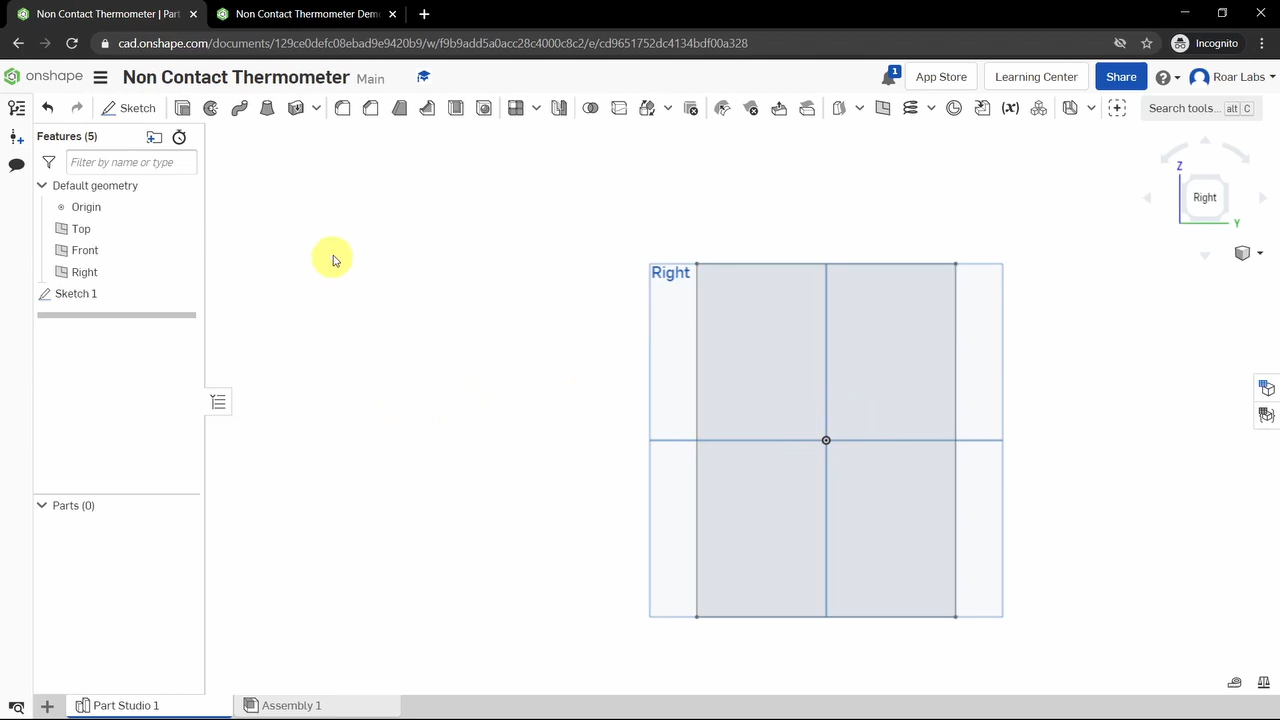 Non Contact Thermometer | Part
Non Contact Thermometer Dem
cad.onshape.com/documents/129ce0defc08ebad9e9420b9/w/f9b9add5a0acc28c4000c8c2/e/cd9651752dc4134bdf00a328
Incognito
onshape
Non Contact Thermometer Main
1
App Store
Learning Center
Share
Roar Labs
Sketch
(x)
Search tools... alt C
Features (5)
Filter by name or type
Default geometry
Origin
Top
Front
Right
Sketch 1
Parts (0)
Right
Z
Right
Y
Part Studio 1
Assembly 1